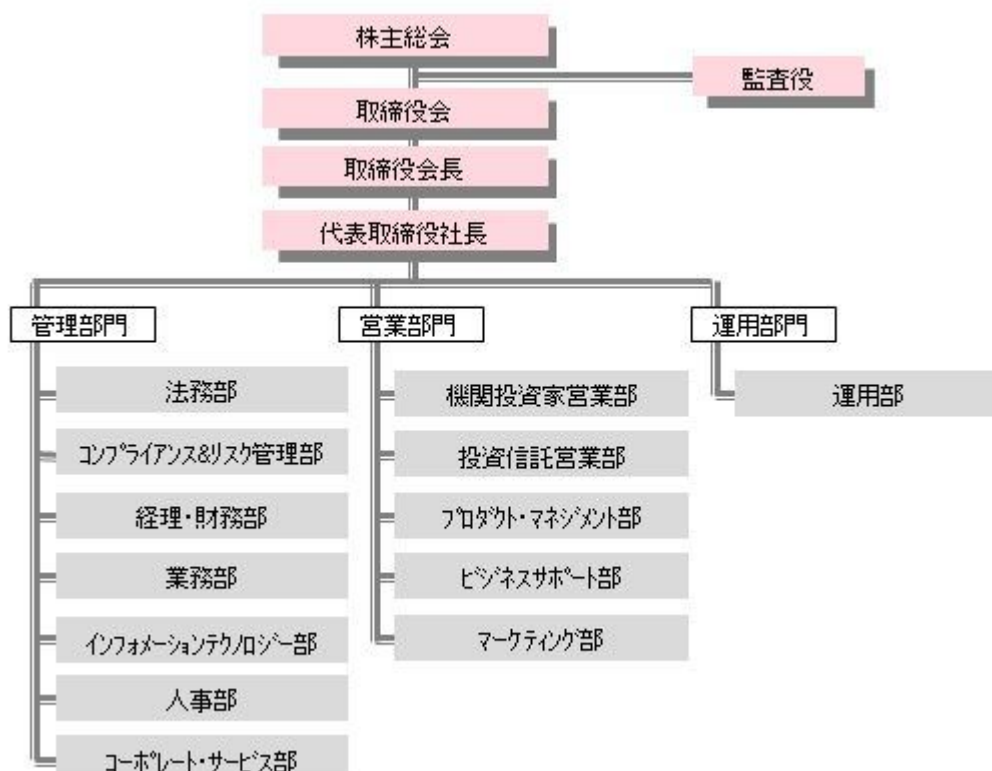 株主総会
監査役
取締役会
取締役会長
代表取締役社長
管理部門
営業部門
運用部門
法務部
コンプライアンス&リスク管理部
経理・財務部
業務部
インフォメーションテクノロジー部
人事部
コーポレート・サービス部
機関投資家営業部
投資信託営業部
プロダクト・マネジメント部
ビジネスサポート部
マーケティング部
運用部